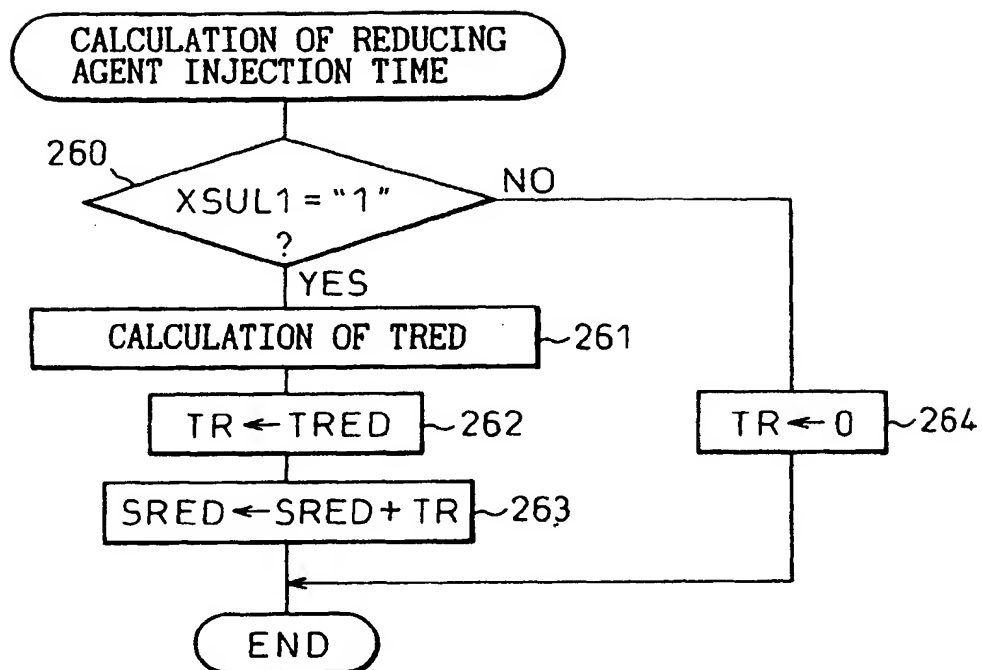 CALCULATION OF REDUCING
AGENT INJECTION TIME
260
XSUL1 = "1"
?
NO
YES
CALCULATION OF TRED
261
TR ← TRED
262
TR ← 0
264
SRED ← SRED + TR
263
END